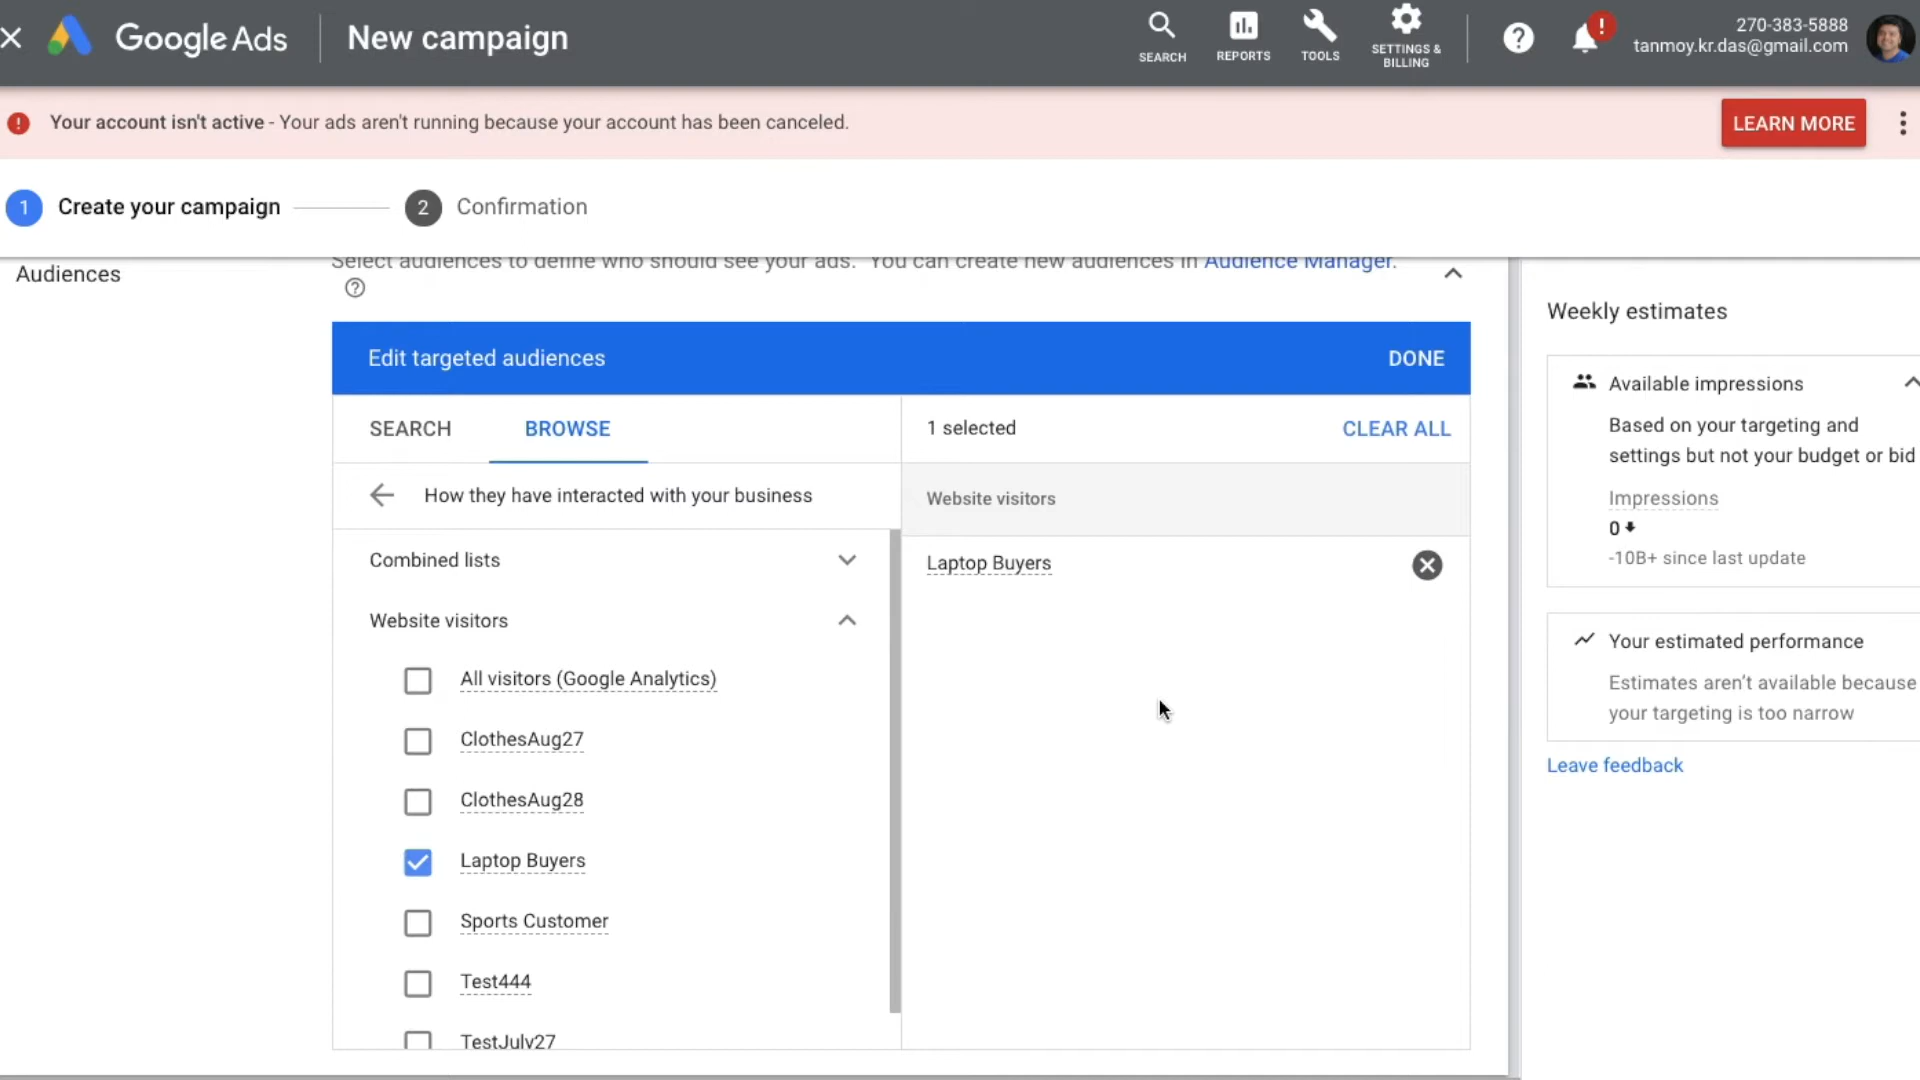 Google Ads
New campaign
SEARCH
REPORTS
TOOLS
SETTINGS &
BILLING
270-383-5888
tanmoy.kr.das@gmail.com
Your account isn't active - Your ads aren't running because your account has been canceled.
LEARN MORE
1 Create your campaign
2 Confirmation
Audiences
Select audiences to define who should see your ads. You can create new audiences in Audience Manager.
Edit targeted audiences
DONE
SEARCH
BROWSE
1 selected
CLEAR ALL
How they have interacted with your business
Website visitors
Combined lists
Laptop Buyers
Website visitors
All visitors (Google Analytics)
ClothesAug27
ClothesAug28
Laptop Buyers
Sports Customer
Test444
TestJuly27
Weekly estimates
Available impressions
Based on your targeting and
settings but not your budget or bid
Impressions
0
-10B+ since last update
Your estimated performance
Estimates aren't available because
your targeting is too narrow
Leave feedback